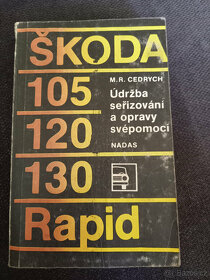 ŠKODA
105
M.R. CEDRYCH
Údržba
seřizování
a opravy
svépomocí
NADAS
120
130
Rapid